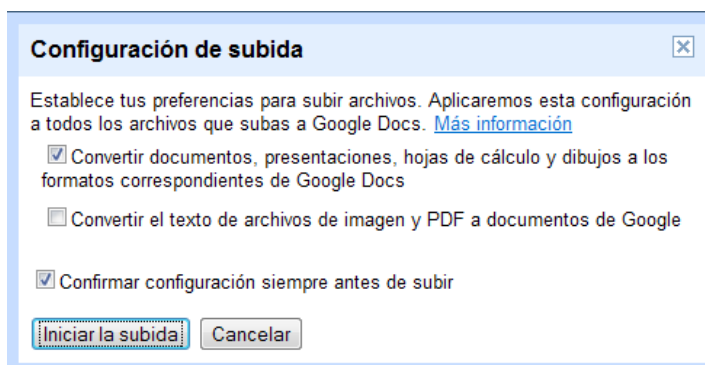 Configuración de subida
Establece tus preferencias para subir archivos. Aplicaremos esta configuración
a todos los archivos que subas a Google Docs. Más información
Convertir documentos, presentaciones, hojas de cálculo y dibujos a los
formatos correspondientes de Google Docs
Convertir el texto de archivos de imagen y PDF a documentos de Google
Confirmar configuración siempre antes de subir
Iniciar la subida Cancelar